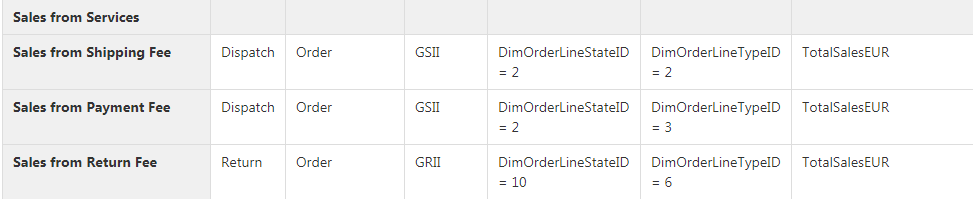 Sales from Services
Sales from Shipping Fee Dispatch Order GSII DimOrderLineStateID DimOrderLineTypeID TotalSalesEUR
= 2 = 2
Sales from Payment Fee Dispatch Order GSII DimOrderLineStateID DimOrderLineTypeID TotalSalesEUR
= 2 = 3
Sales from Return Fee Return Order GRII DimOrderLineStateID DimOrderLineTypeID TotalSalesEUR
= 10 = 6